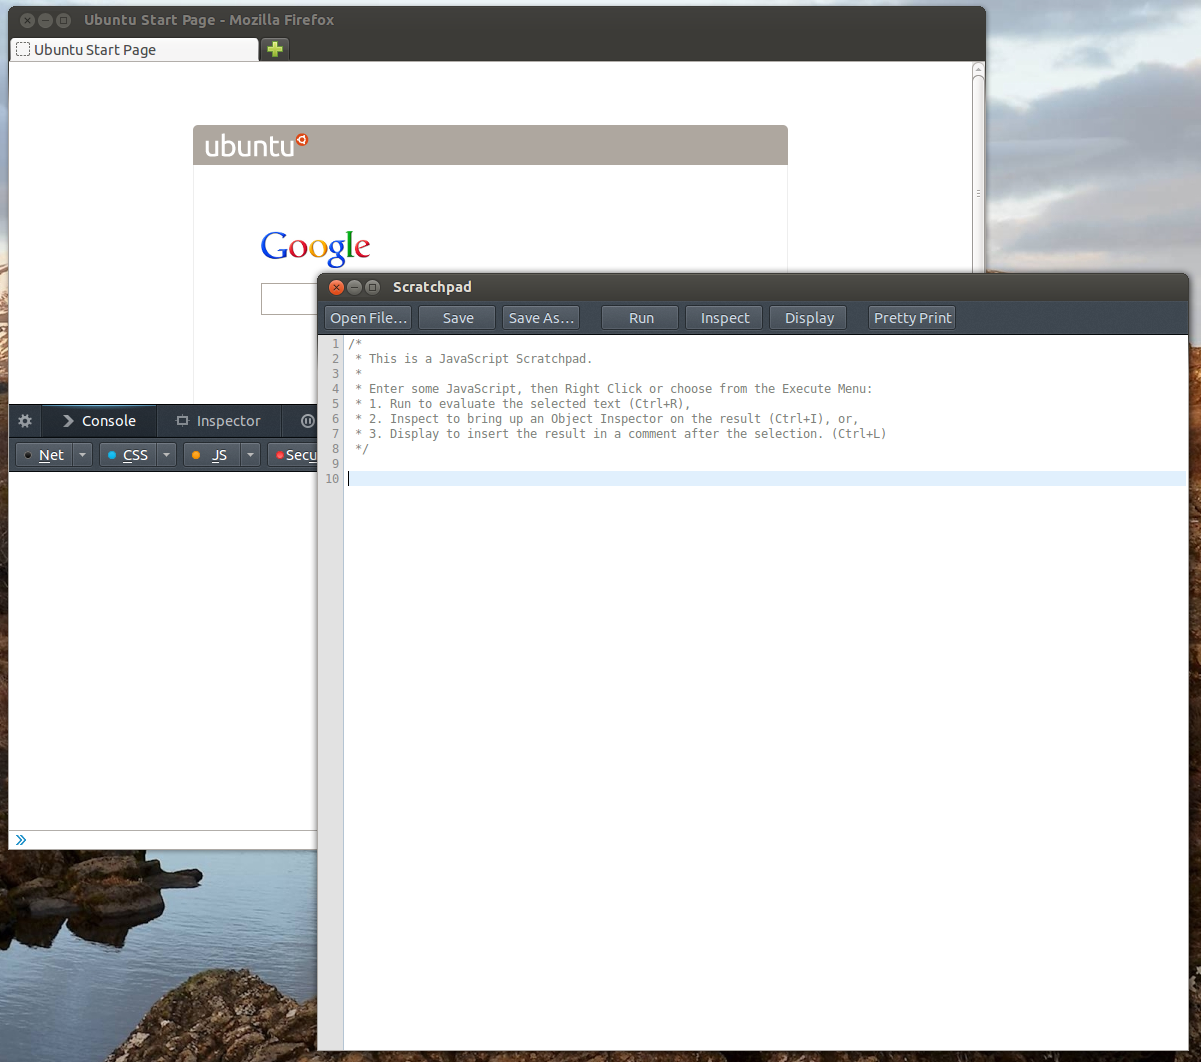 Ubuntu Start Page - Mozilla Firefox
Ubuntu Start Page
ubuntu
Google
Scratchpad
Open File... Save Save As... Run Inspect Display Pretty Print
1 /*
2  * This is a JavaScript Scratchpad.
3  *
4  * Enter some JavaScript, then Right Click or choose from the Execute Menu:
5  * 1. Run to evaluate the selected text (Ctrl+R),
6  * 2. Inspect to bring up an Object Inspector on the result (Ctrl+I), or,
7  * 3. Display to insert the result in a comment after the selection. (Ctrl+L)
8  */
9
10
Console Inspector
Net CSS JS Secu